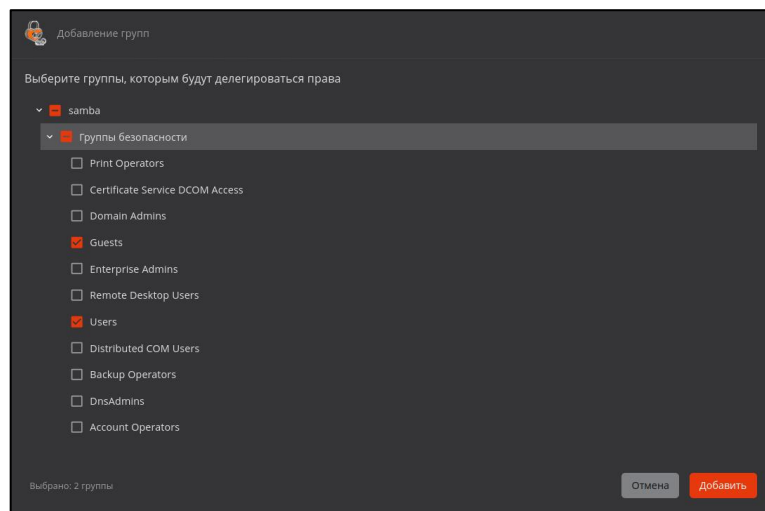 Добавление групп
Выберите группы, которым будут делегироваться права
samba
Группы безопасности
Print Operators
Certificate Service DCOM Access
Domain Admins
Guests
Enterprise Admins
Remote Desktop Users
Users
Distributed COM Users
Backup Operators
DnsAdmins
Account Operators
Выбрано: 2 группы
Отмена
Добавить